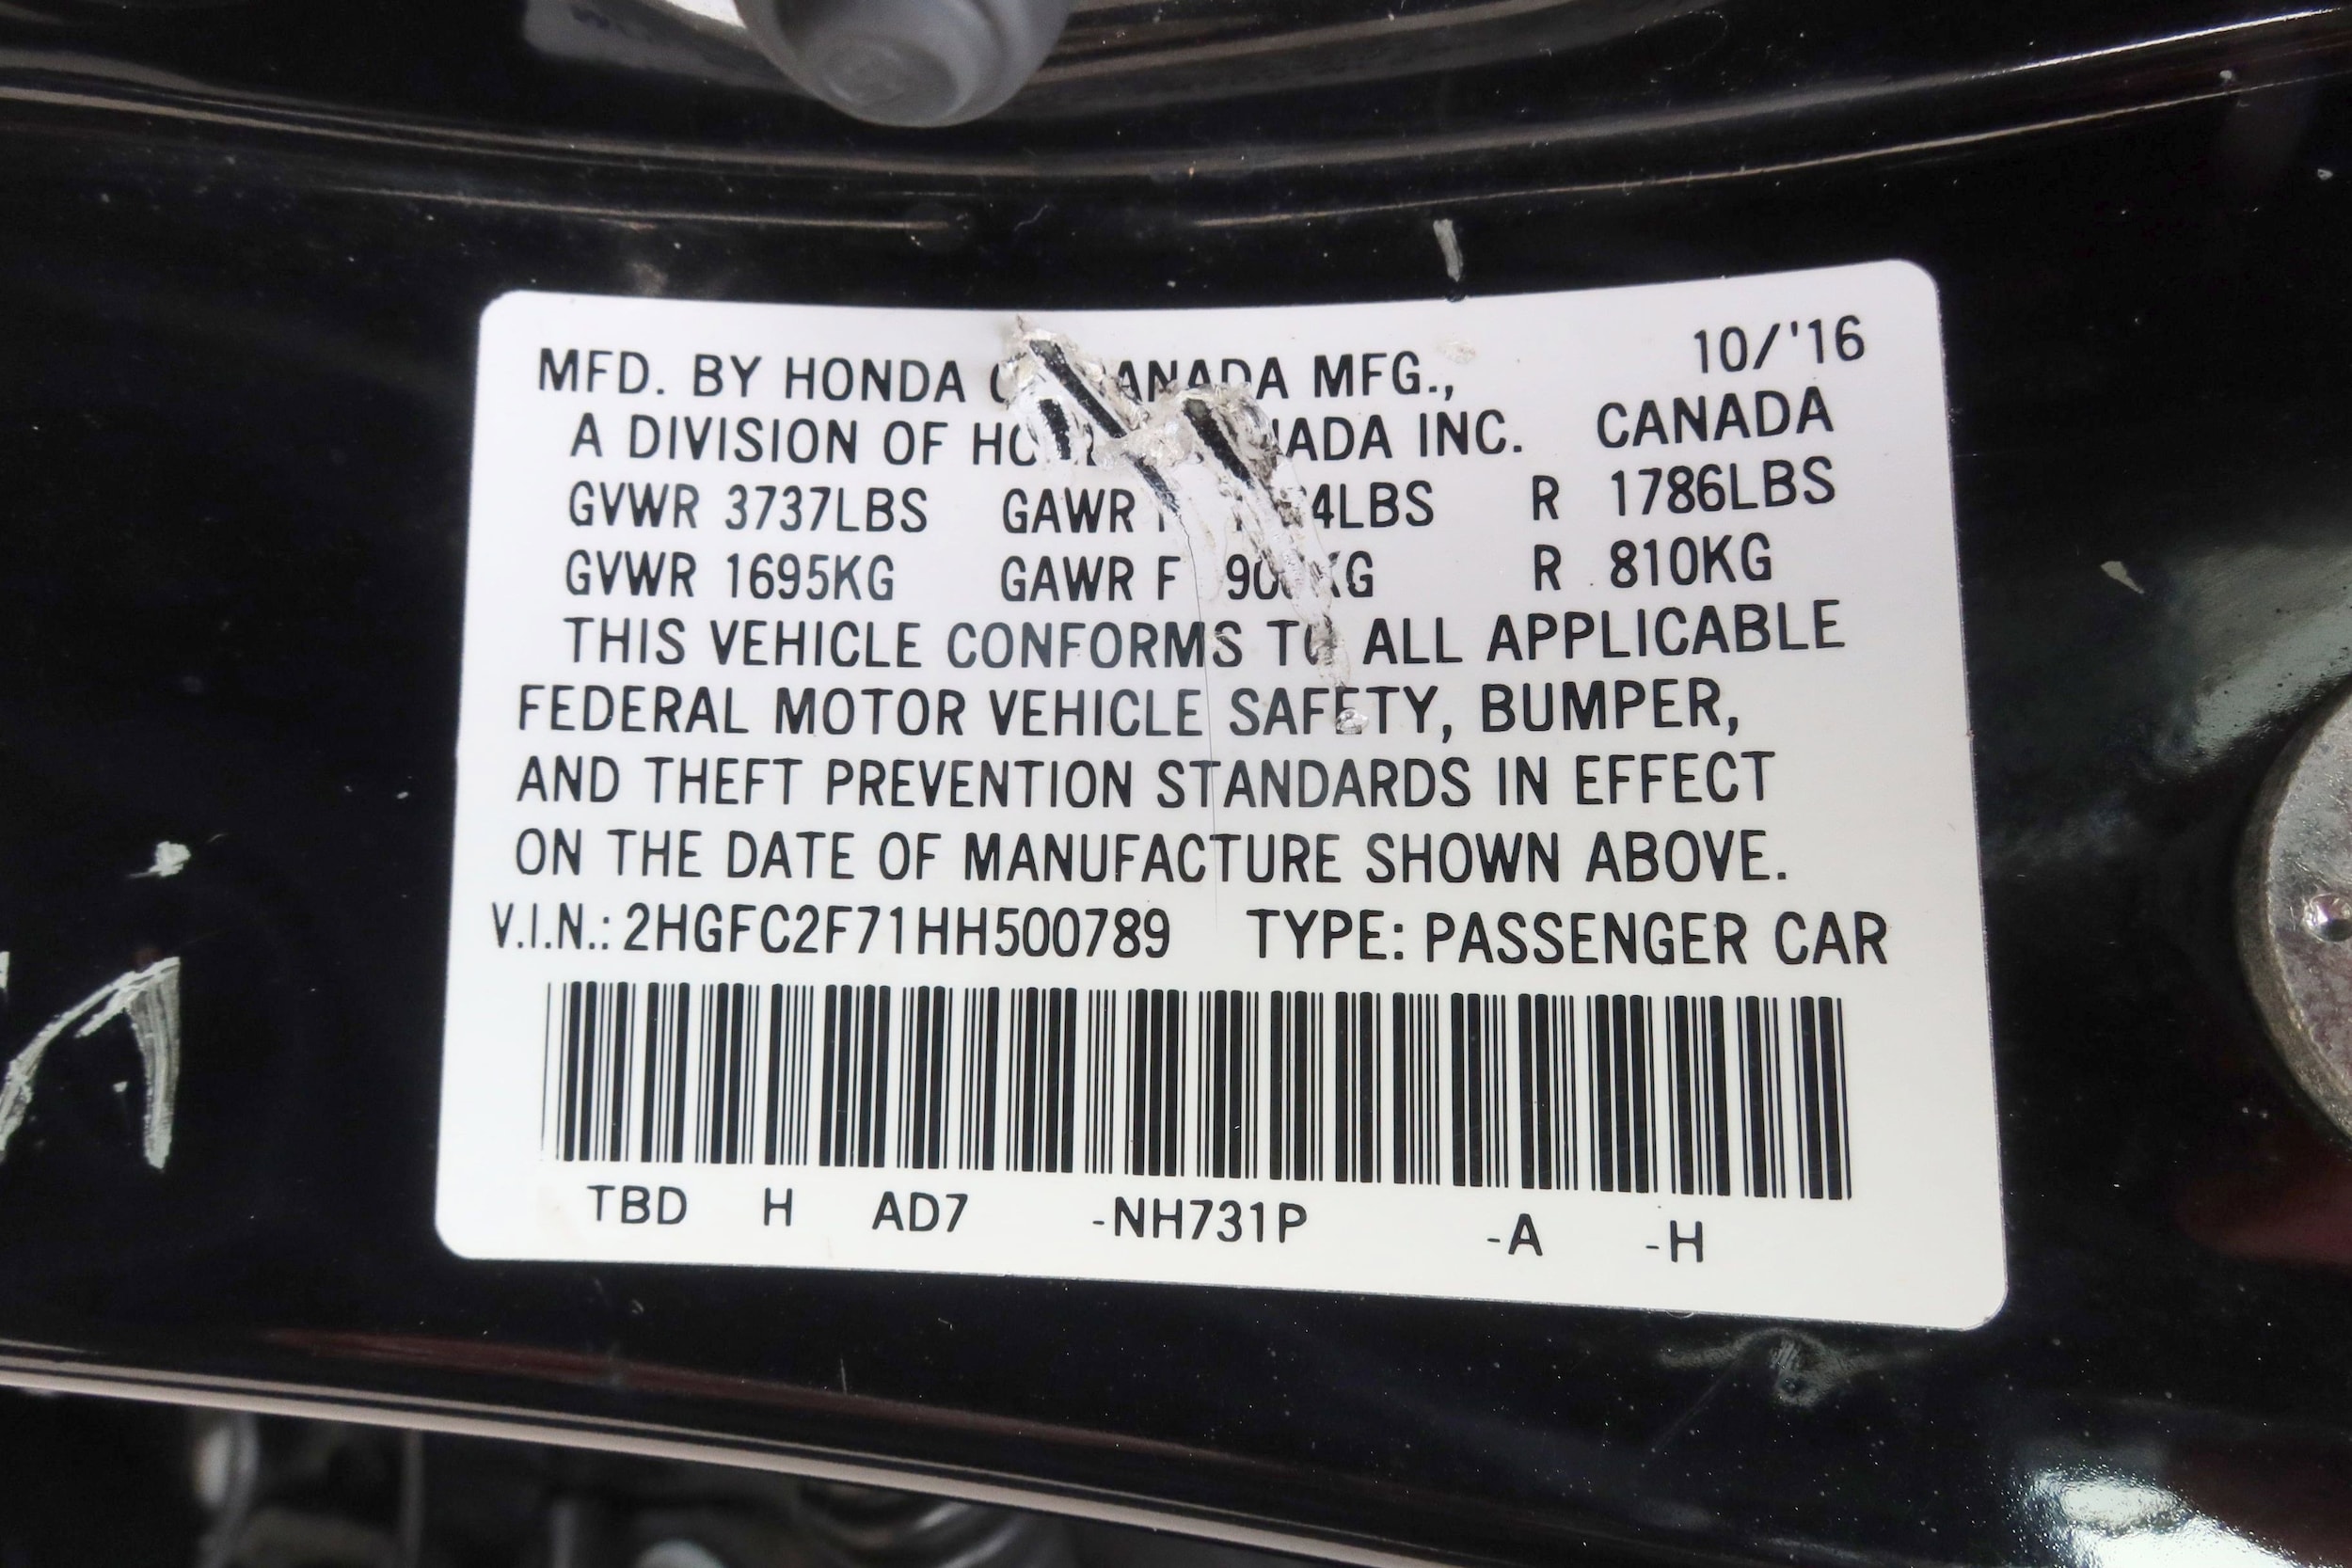 MFD. BY HONDA MFG., 10/'16
A DIVISION OF INC. CANADA
GVWR 3737LBS GAWR R 1786LBS
GVWR 1695KG GAWR F R 810KG
THIS VEHICLE CONFORMS TO ALL APPLICABLE
FEDERAL MOTOR VEHICLE SAFETY, BUMPER,
AND THEFT PREVENTION STANDARDS IN EFFECT
ON THE DATE OF MANUFACTURE SHOWN ABOVE.
V.I.N.: 2HGFC2F71HH500789 TYPE: PASSENGER CAR
TBD H AD7 -NH731P -A -H